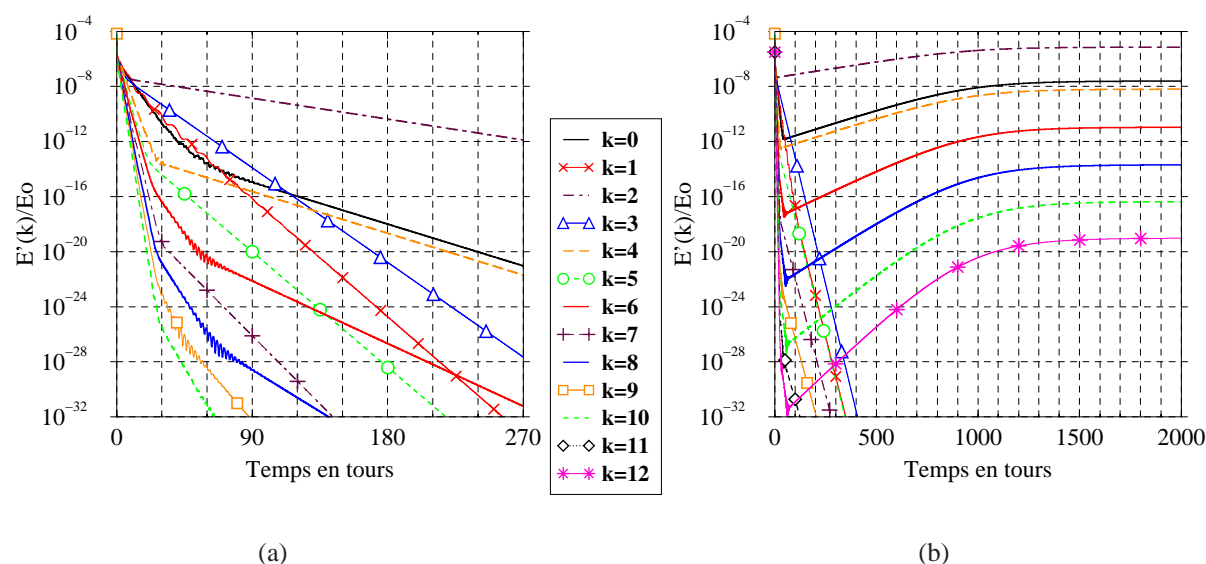 E'(k)/Eo
10⁻⁴
10⁻⁸
10⁻¹²
10⁻¹⁶
10⁻²⁰
10⁻²⁴
10⁻²⁸
10⁻³²
0 90 180 270
Temps en tours
(a)
k=0
k=1
k=2
k=3
k=4
k=5
k=6
k=7
k=8
k=9
k=10
k=11
k=12
E'(k)/Eo
10⁻⁴
10⁻⁸
10⁻¹²
10⁻¹⁶
10⁻²⁰
10⁻²⁴
10⁻²⁸
10⁻³²
0 500 1000 1500 2000
Temps en tours
(b)